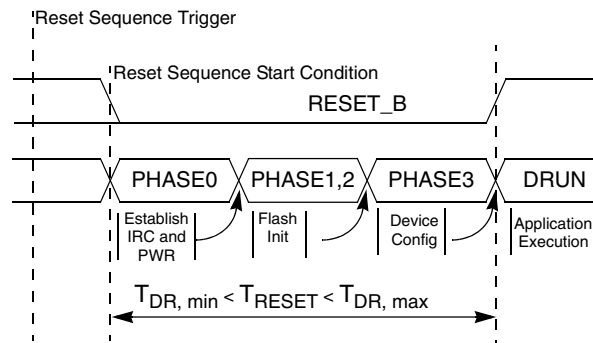 Reset Sequence Trigger
Reset Sequence Start Condition
RESET_B
PHASE0
PHASE1,2
PHASE3
DRUN
Establish
IRC and
PWR
Flash
Init
Device
Config
Application
Execution
TDR, min < TRESET < TDR, max